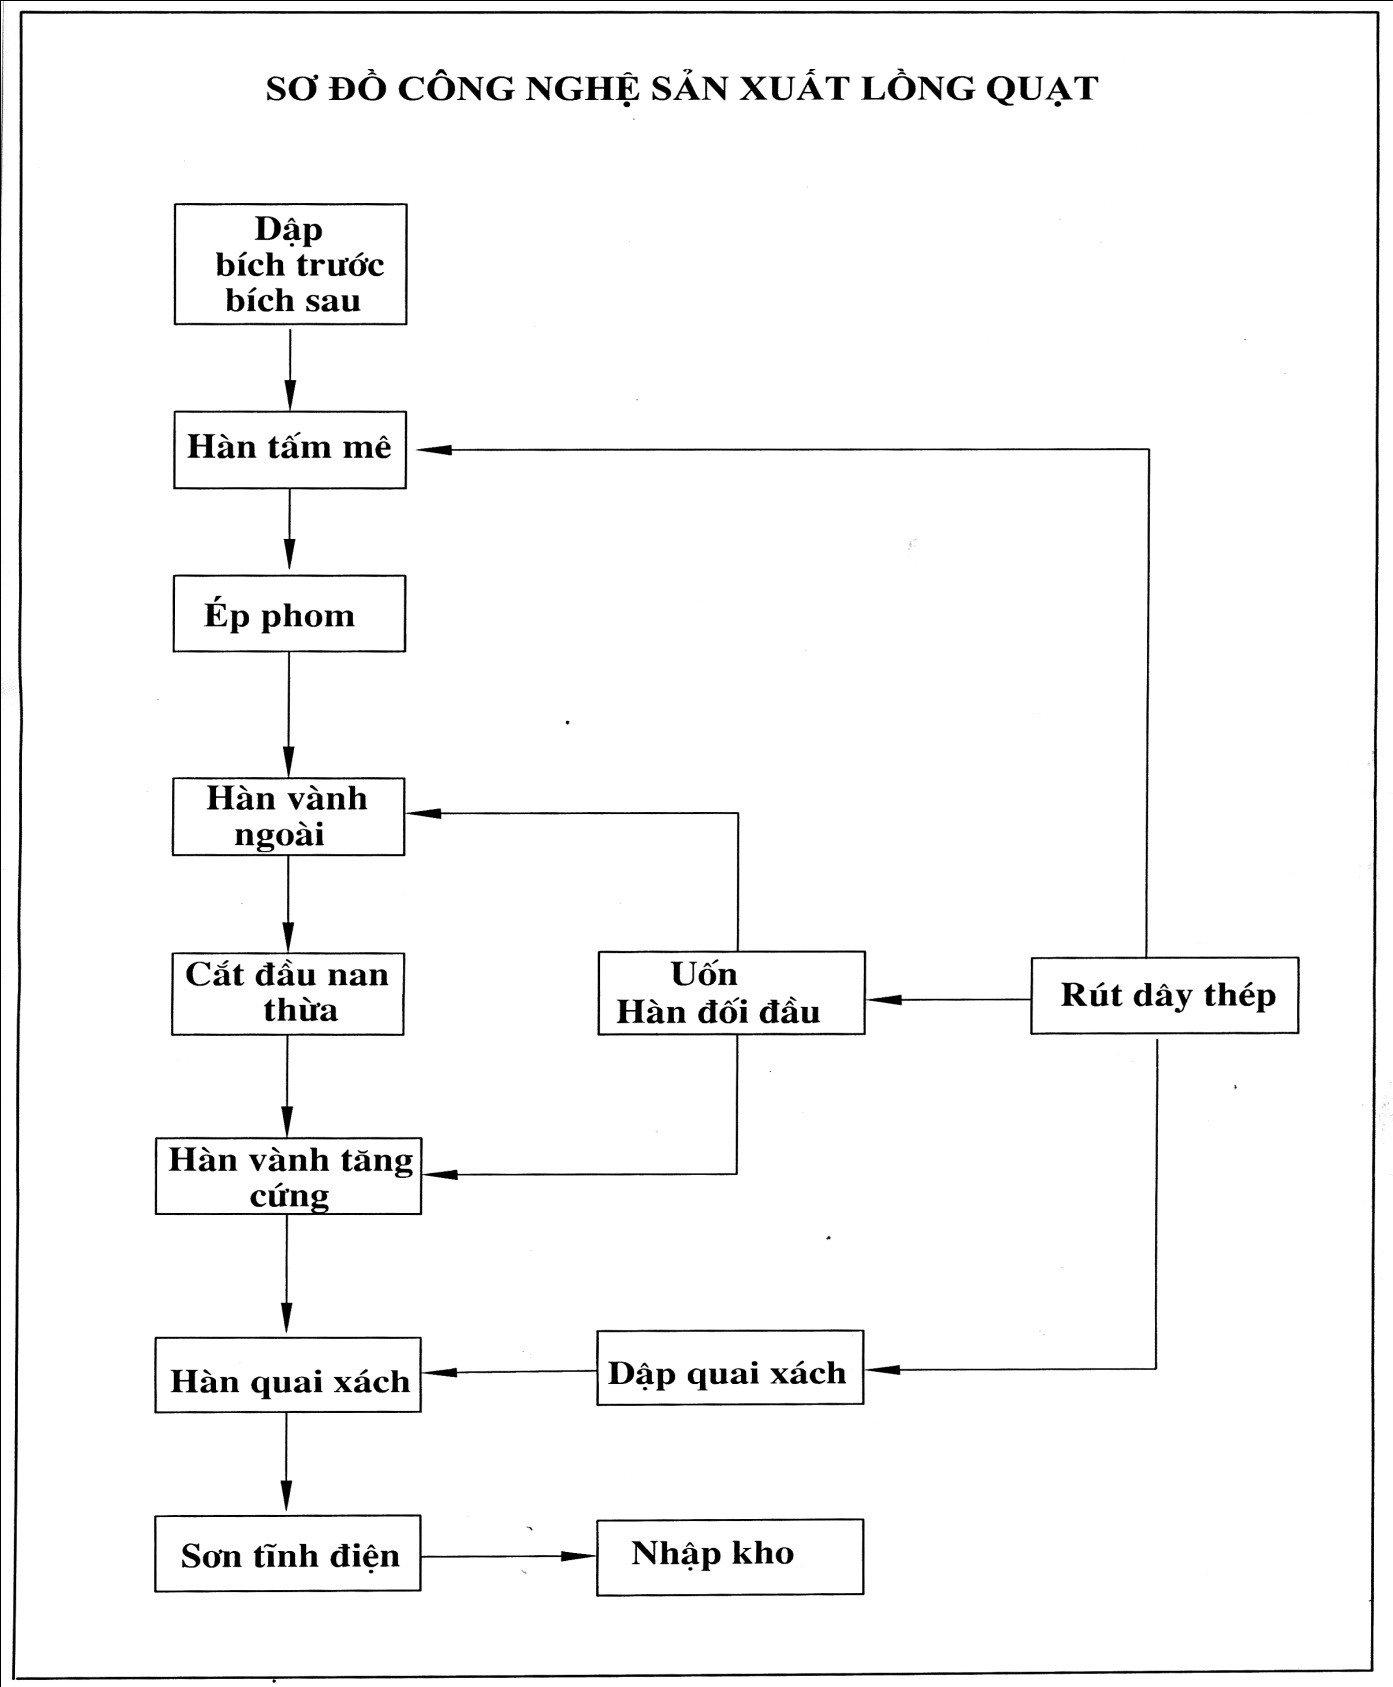 SƠ ĐỒ CÔNG NGHỆ SẢN XUẤT LỒNG QUẠT
Dập
bích trước
bích sau
Hàn tấm mê
Ép phom
Hàn vành
ngoài
Cắt đầu nan
thừa
Uốn
Hàn đối đầu
Rút dây thép
Hàn vành tăng
cứng
Hàn quai xách
Dập quai xách
Sơn tĩnh điện
Nhập kho